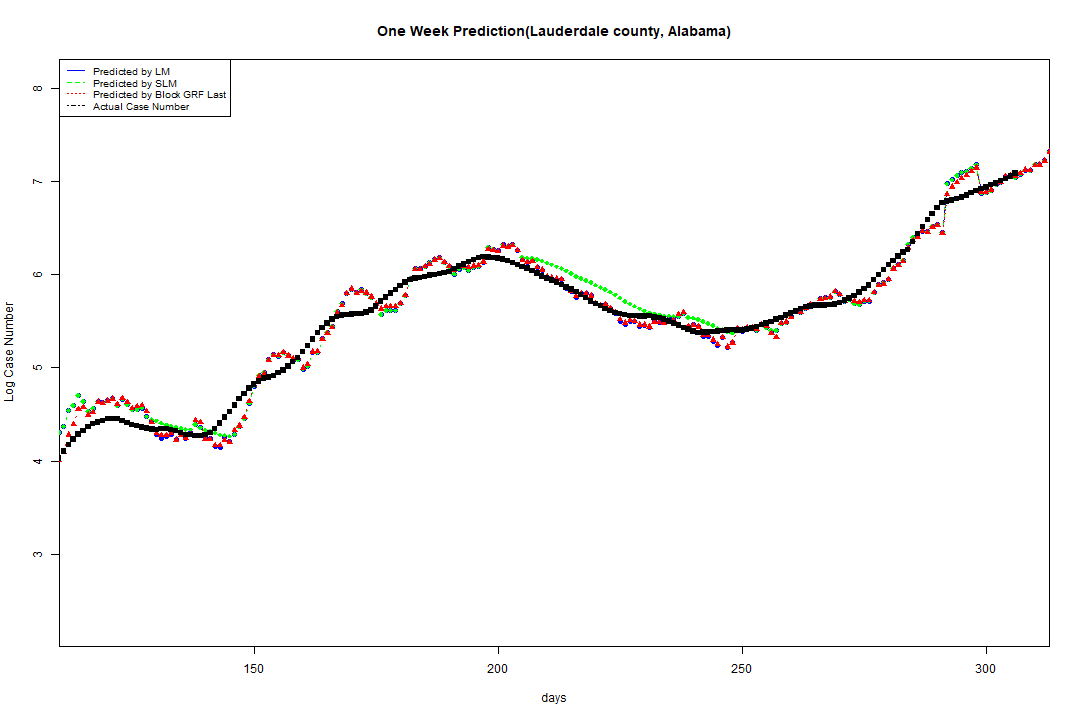 One Week Prediction(Lauderdale county, Alabama)
Predicted by LM
Predicted by SLM
Predicted by Block GRF Last
Actual Case Number
8
7
6
5
4
3
Log Case Number
150 200 250 300
days